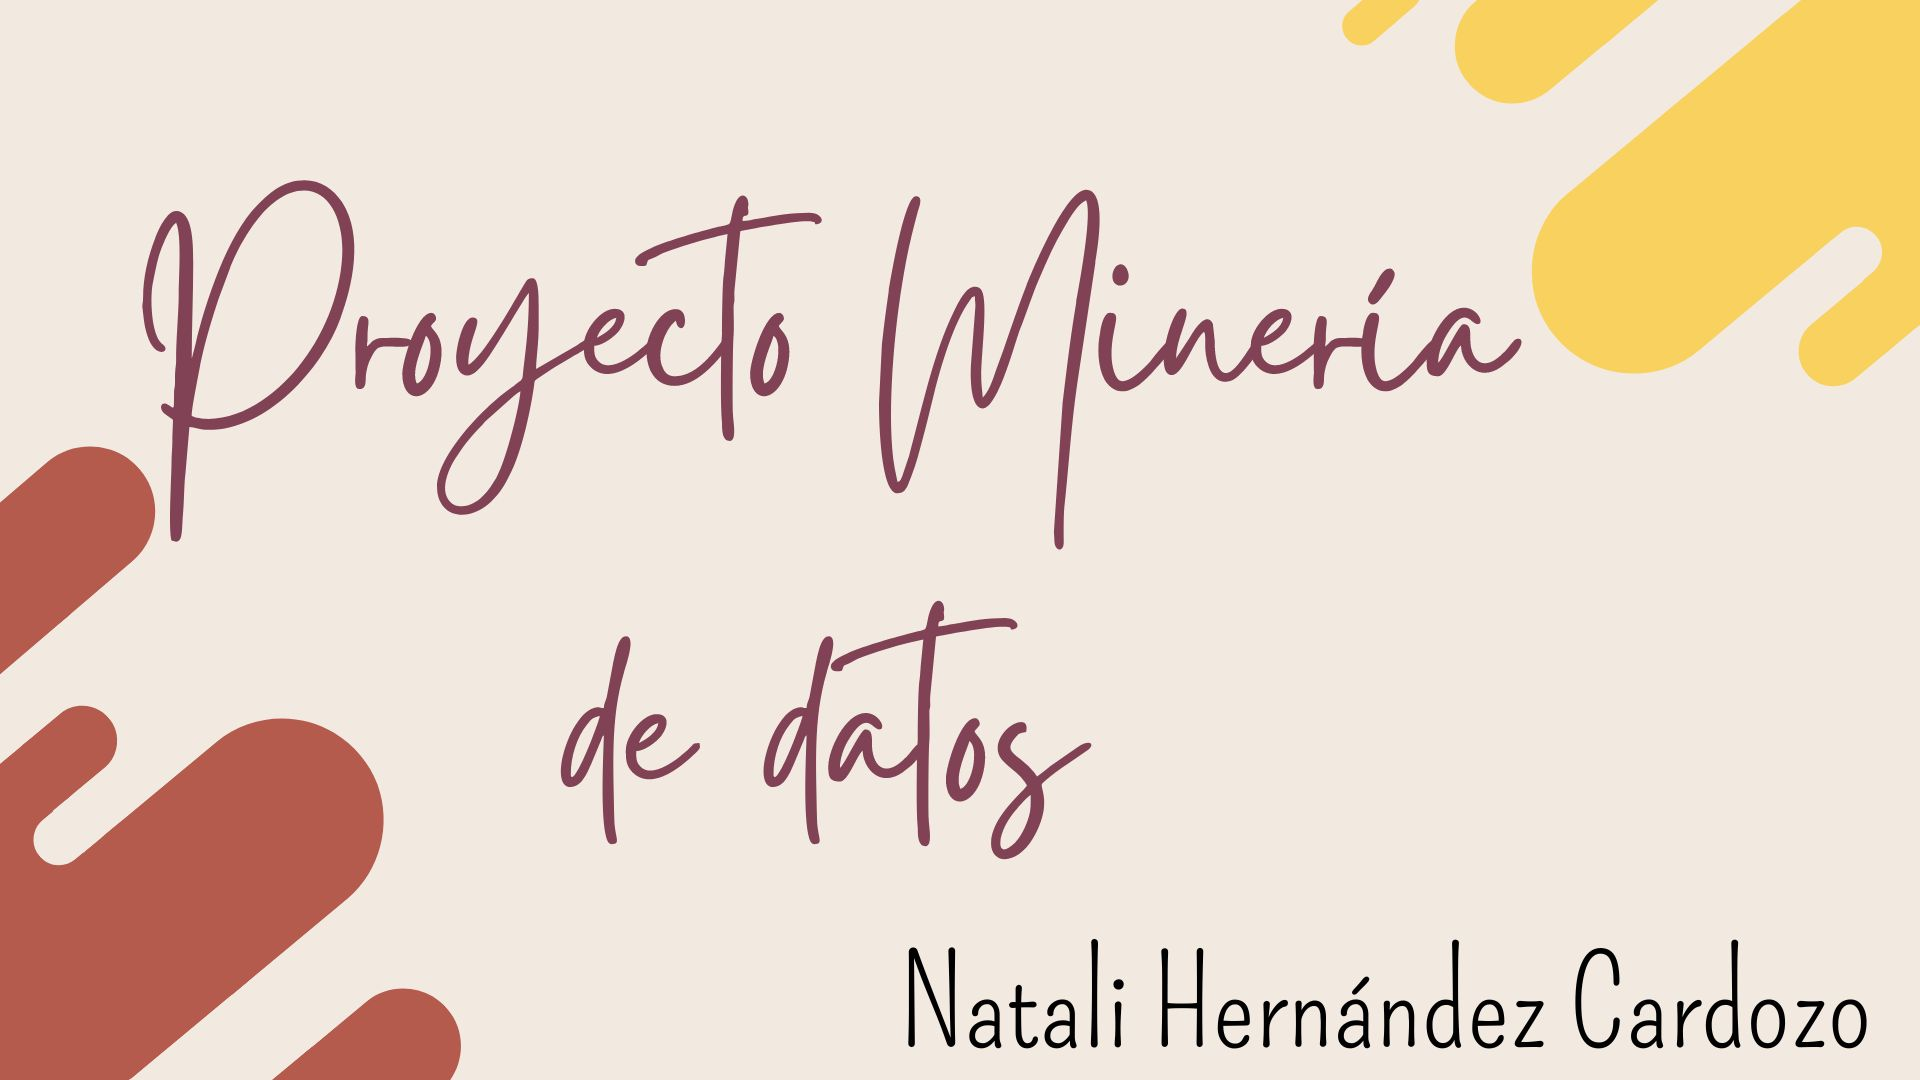 Proyecto Minería
de datos
Natali Hernández Cardozo